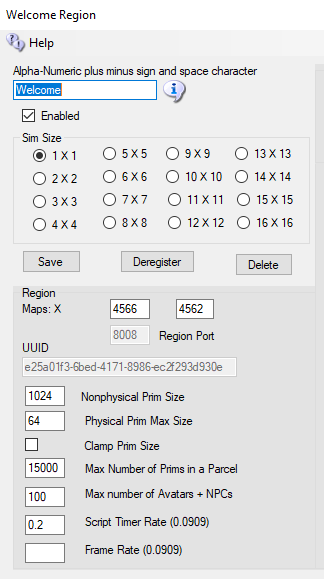 Welcome Region
Help
Alpha-Numeric plus minus sign and space character
Welcome
Enabled
Sim Size
1 X 1 5 X 5 9 X 9 13 X 13
2 X 2 6 X 6 10 X 10 14 X 14
3 X 3 7 X 7 11 X 11 15 X 15
4 X 4 8 X 8 12 X 12 16 X 16
Save Deregister Delete
Region
Maps: X 4566 4562
8008 Region Port
UUID
e25a01f3-6bed-4171-8986-ec2f293d930e
1024 Nonphysical Prim Size
64 Physical Prim Max Size
Clamp Prim Size
15000 Max Number of Prims in a Parcel
100 Max number of Avatars + NPCs
0.2 Script Timer Rate (0.0909)
Frame Rate (0.0909)